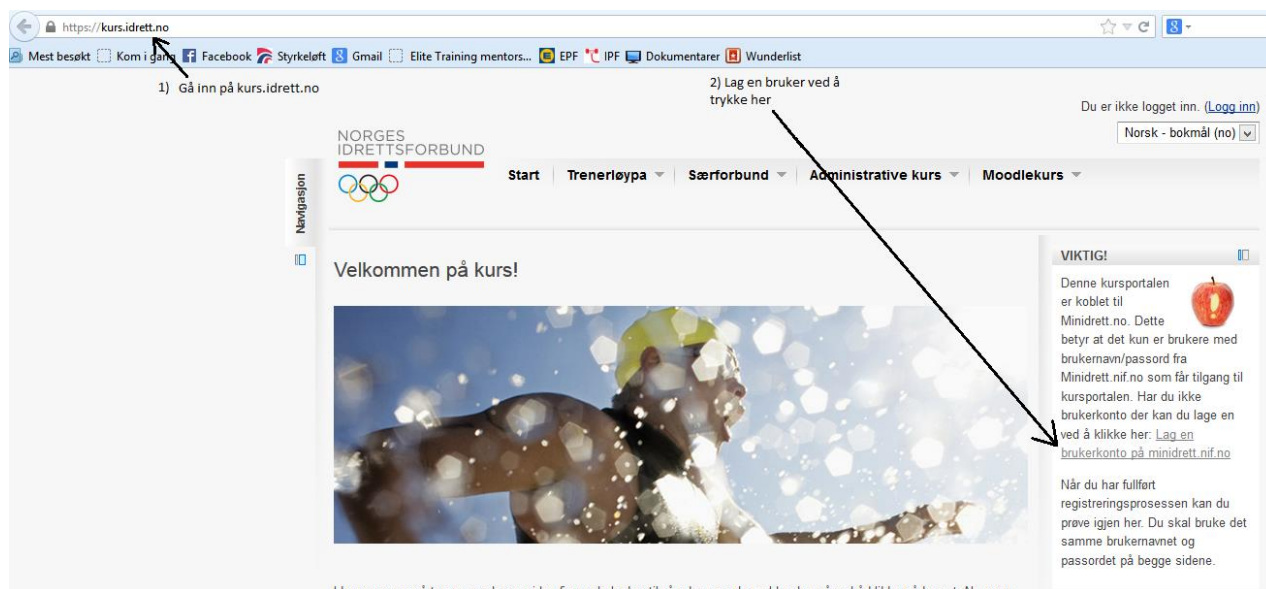 https://kurs.idrett.no
Mest besøkt Kom i gang Facebook Styrkeløft Gmail Elite Training mentors... EPF IPF Dokumentarer Wunderlist
1) Gå inn på kurs.idrett.no
2) Lag en bruker ved å
trykke her
Du er ikke logget inn. (Logg inn)
Norsk - bokmål (no)
NORGES
IDRETTSFORBUND
Start Trenerløypa Særforbund Administrative kurs Moodlekurs
Navigasjon
Velkommen på kurs!
VIKTIG!
Denne kursportalen
er koblet til
Minidrett.no. Dette
betyr at det kun er brukere med
brukernavn/passord fra
Minidrett.nif.no som får tilgang til
kursportalen. Har du ikke
brukerkonto der kan du lage en
ved å klikke her: Lag en
brukerkonto på minidrett.nif.no
Når du har fullført
registreringsprosessen kan du
prøve igjen her. Du skal bruke det
samme brukernavnet og
passordet på begge sidene.